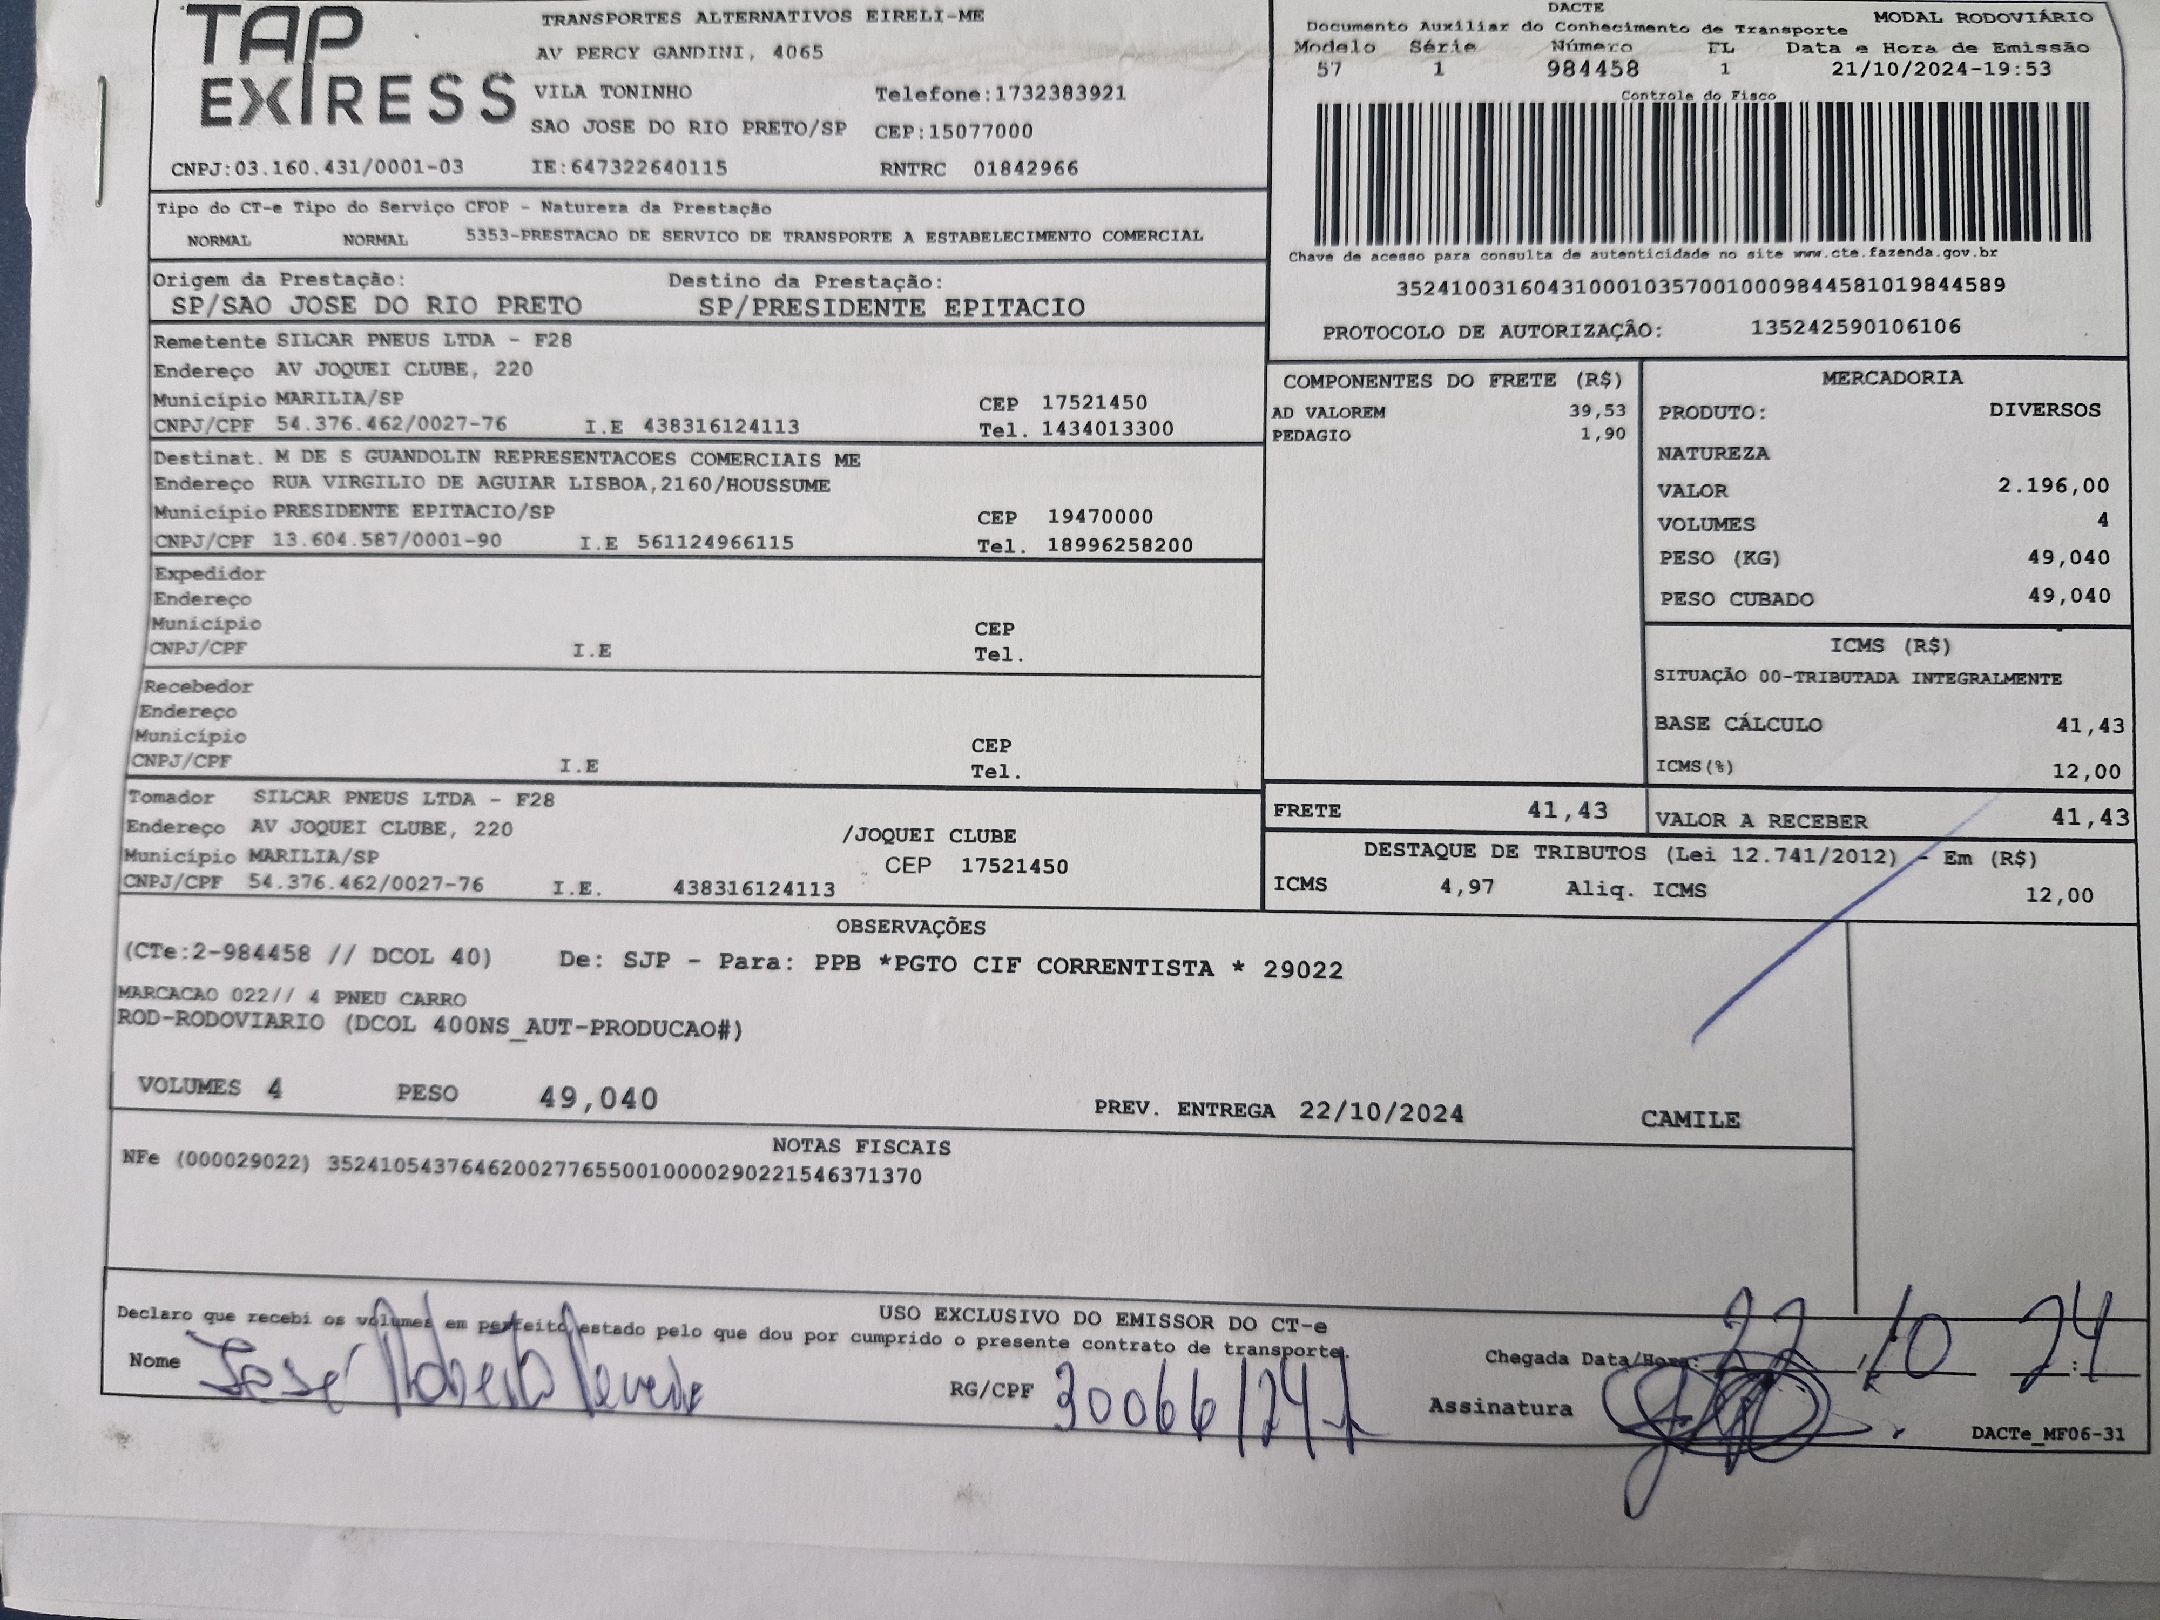 TAP
EXPRESS
TRANSPORTES ALTERNATIVOS EIRELI-ME
AV PERCY GANDINI, 4065
VILA TONINHO Telefone:1732383921
SAO JOSE DO RIO PRETO/SP CEP:15077000
CNPJ:03.160.431/0001-03 IE:647322640115 RNTRC 01842966
DACTE
Documento Auxiliar do Conhecimento de Transporte MODAL RODOVIÁRIO
Modelo Série Número FL Data e Hora de Emissão
57 1 984458 1 21/10/2024-19:53
Controle do Fisco
Chave de acesso para consulta de autenticidade no site www.cte.fazenda.gov.br
35241003160431000103570010009844581019844589
PROTOCOLO DE AUTORIZAÇÃO: 135242590106106
Tipo do CT-e Tipo do Serviço CFOP - Natureza da Prestação
NORMAL NORMAL 5353-PRESTACAO DE SERVICO DE TRANSPORTE A ESTABELECIMENTO COMERCIAL
Origem da Prestação: Destino da Prestação:
SP/SAO JOSE DO RIO PRETO SP/PRESIDENTE EPITACIO
Remetente SILCAR PNEUS LTDA - F28
Endereço AV JOQUEI CLUBE, 220
Município MARILIA/SP CEP 17521450
CNPJ/CPF 54.376.462/0027-76 I.E 438316124113 Tel. 1434013300
Destinat. M DE S GUANDOLIN REPRESENTACOES COMERCIAIS ME
Endereço RUA VIRGILIO DE AGUIAR LISBOA,2160/HOUSSUME
Município PRESIDENTE EPITACIO/SP CEP 19470000
CNPJ/CPF 13.604.587/0001-90 I.E 561124966115 Tel. 18996258200
Expedidor
Endereço
Município CEP
CNPJ/CPF I.E Tel.
Recebedor
Endereço
Município CEP
CNPJ/CPF I.E Tel.
Tomador SILCAR PNEUS LTDA - F28
Endereço AV JOQUEI CLUBE, 220 /JOQUEI CLUBE
Município MARILIA/SP CEP 17521450
CNPJ/CPF 54.376.462/0027-76 I.E. 438316124113
COMPONENTES DO FRETE (R$)
AD VALOREM 39,53
PEDAGIO 1,90
MERCADORIA
PRODUTO: DIVERSOS
NATUREZA
VALOR 2.196,00
VOLUMES 4
PESO (KG) 49,040
PESO CUBADO 49,040
ICMS (R$)
SITUAÇÃO 00-TRIBUTADA INTEGRALMENTE
BASE CÁLCULO 41,43
ICMS(%) 12,00
FRETE 41,43 VALOR A RECEBER 41,43
DESTAQUE DE TRIBUTOS (Lei 12.741/2012) - Em (R$)
ICMS 4,97 Aliq. ICMS 12,00
OBSERVAÇÕES
(CTe:2-984458 // DCOL 40) De: SJP - Para: PPB *PGTO CIF CORRENTISTA * 29022
MARCACAO 022// 4 PNEU CARRO
ROD-RODOVIARIO (DCOL 400NS_AUT-PRODUCAO#)
VOLUMES 4 PESO 49,040 PREV. ENTREGA 22/10/2024 CAMILE
NOTAS FISCAIS
NFe (000029022) 35241054376462002776550010000290221546371370
USO EXCLUSIVO DO EMISSOR DO CT-e
Declaro que recebi os volumes em perfeito estado pelo que dou por cumprido o presente contrato de transporte.
Nome José Roberto RG/CPF Chegada Data/Hora: 22/10 24
Assinatura
DACTe_MF06-31